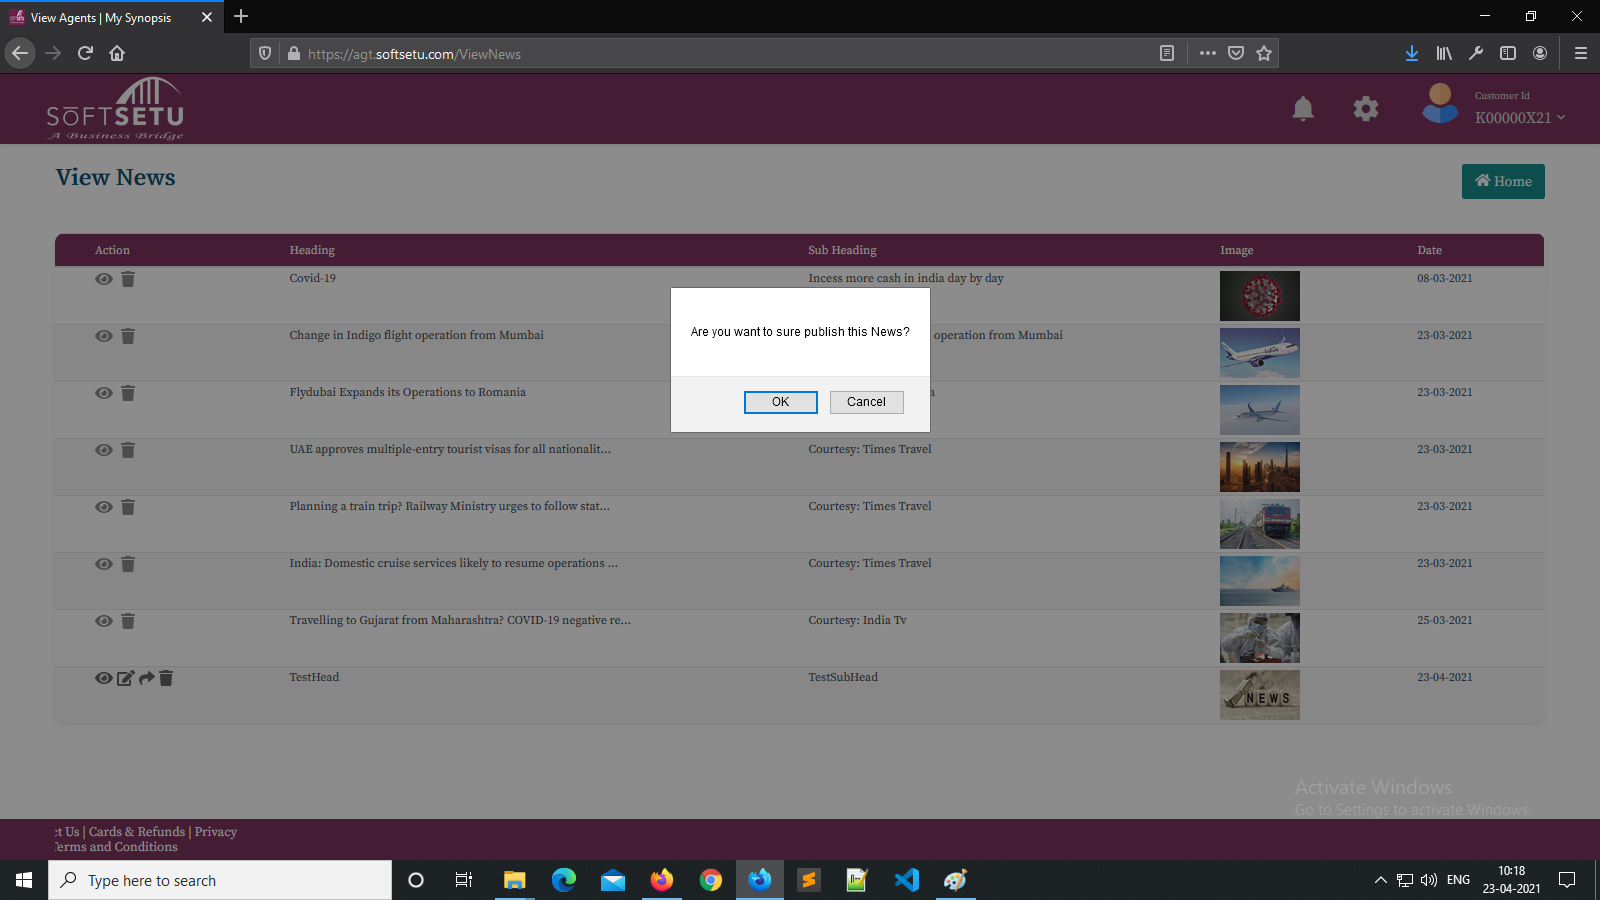 View Agents | My Synopsis
https://agt.softsetu.com/ViewNews
SOFTSETU
A Business Bridge
Customer Id
K00000X21
View News
Home
Action Heading Sub Heading Image Date
Covid-19 Incess more cash in india day by day 08-03-2021
Change in Indigo flight operation from Mumbai operation from Mumbai 23-03-2021
Flydubai Expands its Operations to Romania a 23-03-2021
UAE approves multiple-entry tourist visas for all nationalit... Courtesy: Times Travel 23-03-2021
Planning a train trip? Railway Ministry urges to follow stat... Courtesy: Times Travel 23-03-2021
India: Domestic cruise services likely to resume operations ... Courtesy: Times Travel 23-03-2021
Travelling to Gujarat from Maharashtra? COVID-19 negative re... Courtesy: India Tv 25-03-2021
TestHead TestSubHead NEWS 23-04-2021
Are you want to sure publish this News?
OK Cancel
Activate Windows
Go to Settings to activate Windows.
ct Us | Cards & Refunds | Privacy
Terms and Conditions
Type here to search
ENG
10:18
23-04-2021